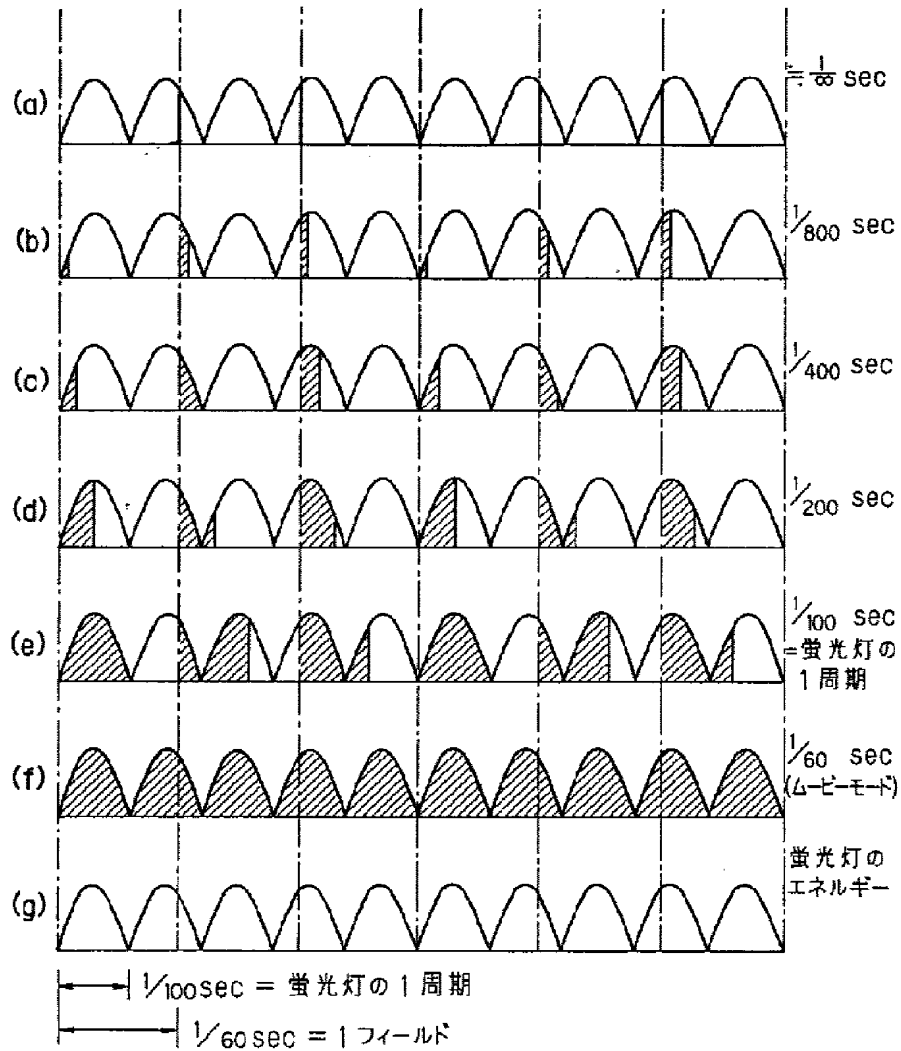 (a)
≒ 1/∞ sec
(b)
1/800 sec
(c)
1/400 sec
(d)
1/200 sec
(e)
1/100 sec
=蛍光灯の
1周期
(f)
1/60 sec
(ムービーモード)
(g)
蛍光灯の
エネルギー
1/100sec = 蛍光灯の1周期
1/60sec = 1フィールド